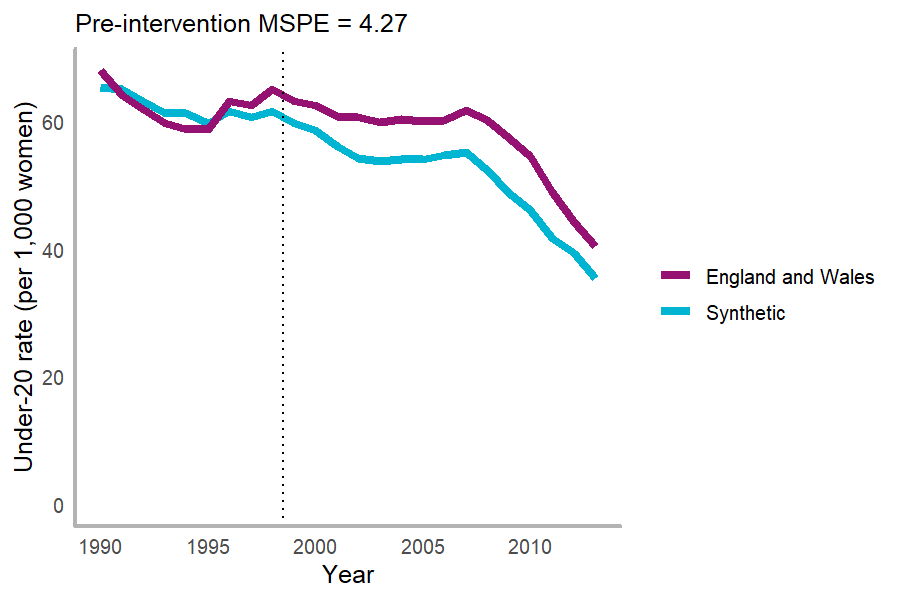 Pre-intervention MSPE = 4.27
Under-20 rate (per 1,000 women)
60
40
20
0
1990 1995 2000 2005 2010
Year
England and Wales
Synthetic